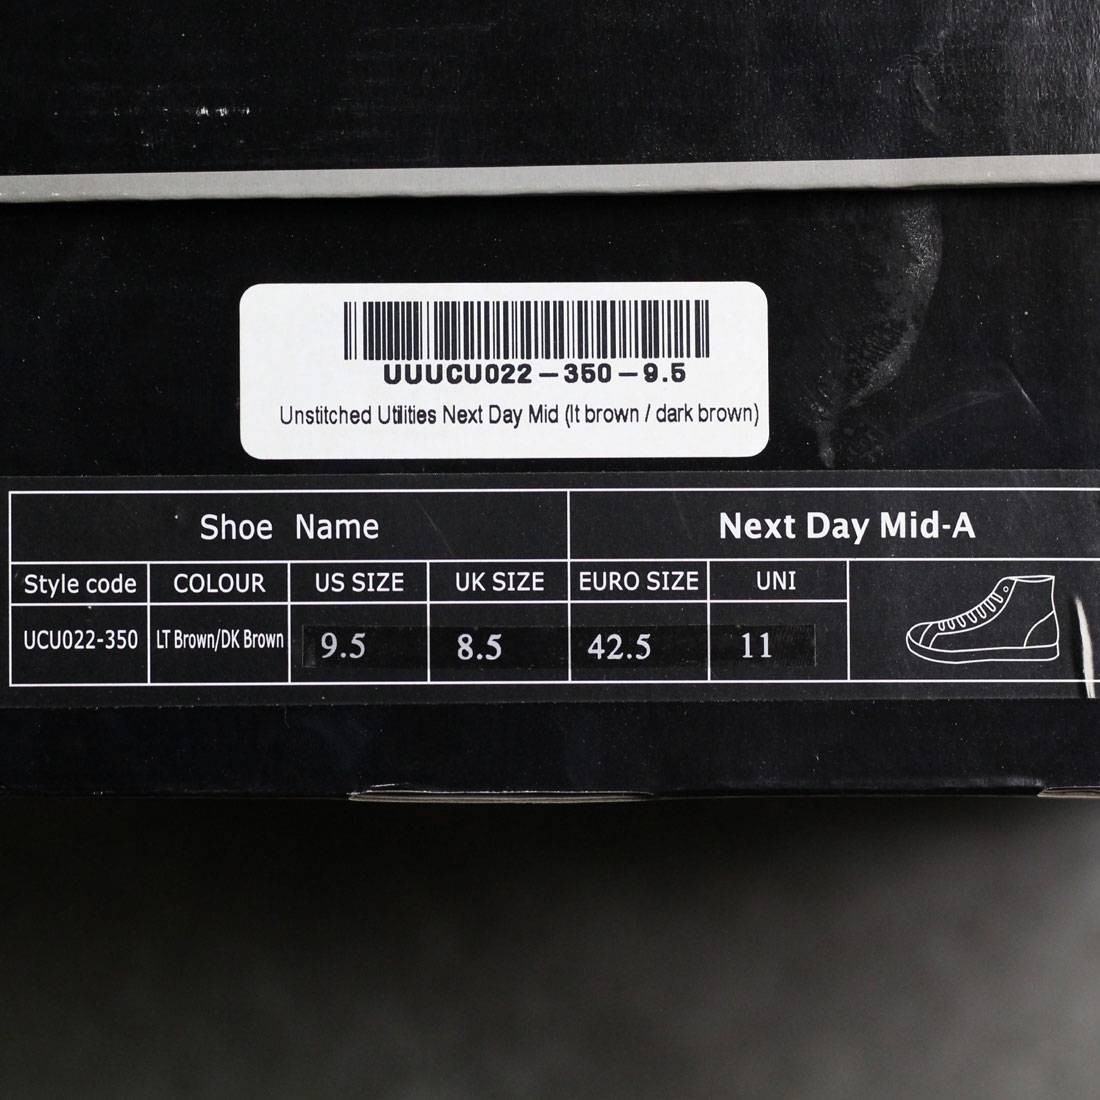 UUUCU022-350-9.5
Unstitched Utilities Next Day Mid (lt brown / dark brown)
Shoe Name
Next Day Mid-A
Style code COLOUR US SIZE UK SIZE EURO SIZE UNI
UCU022-350 LT Brown/DK Brown 9.5 8.5 42.5 11